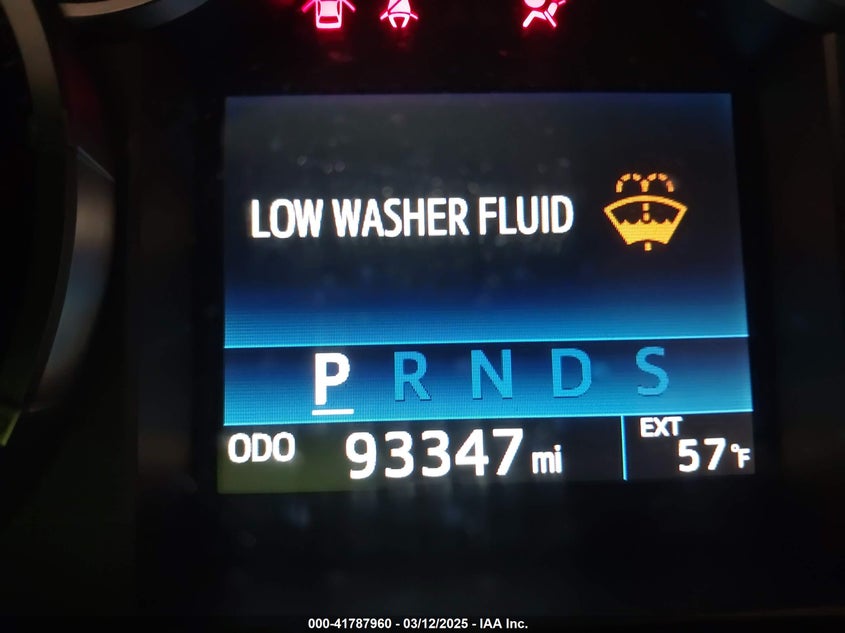 LOW WASHER FLUID
P R N D S
ODO 93347 mi
EXT
57°F
000-41787960 - 03/12/2025 - IAA Inc.